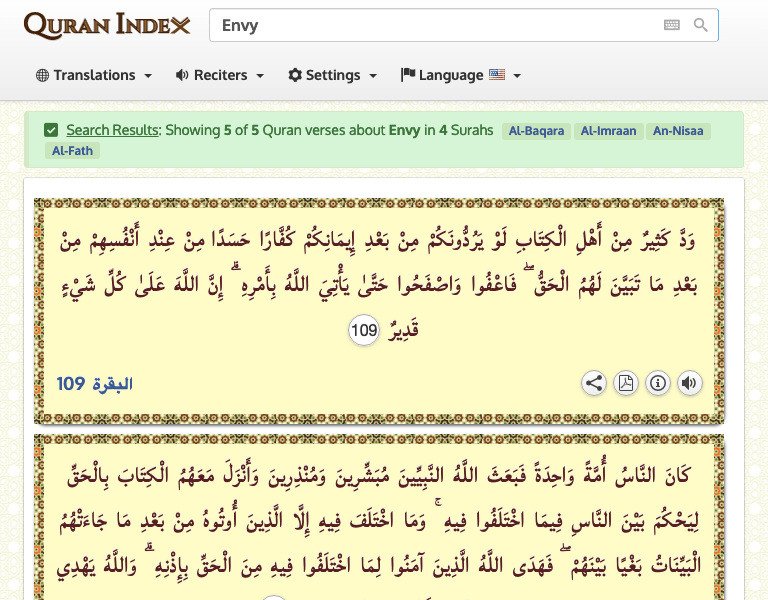 QURAN INDEX
Envy
Translations Reciters Settings Language
Search Results: Showing 5 of 5 Quran verses about Envy in 4 Surahs Al-Baqara Al-Imraan An-Nisaa
Al-Fath
وَدَّ كَثِيرٌ مِنْ أَهْلِ الْكِتَابِ لَوْ يَرُدُّونَكُمْ مِنْ بَعْدِ إِيمَانِكُمْ كُفَّارًا حَسَدًا مِنْ عِنْدِ أَنْفُسِهِمْ مِنْ
بَعْدِ مَا تَبَيَّنَ لَهُمُ الْحَقُّ ۖ فَاعْفُوا وَاصْفَحُوا حَتَّىٰ يَأْتِيَ اللَّهُ بِأَمْرِهِ ۗ إِنَّ اللَّهَ عَلَىٰ كُلِّ شَيْءٍ
قَدِيرٌ 109
البقرة 109
كَانَ النَّاسُ أُمَّةً وَاحِدَةً فَبَعَثَ اللَّهُ النَّبِيِّينَ مُبَشِّرِينَ وَمُنْذِرِينَ وَأَنْزَلَ مَعَهُمُ الْكِتَابَ بِالْحَقِّ
لِيَحْكُمَ بَيْنَ النَّاسِ فِيمَا اخْتَلَفُوا فِيهِ ۚ وَمَا اخْتَلَفَ فِيهِ إِلَّا الَّذِينَ أُوتُوهُ مِنْ بَعْدِ مَا جَاءَتْهُمُ
الْبَيِّنَاتُ بَغْيًا بَيْنَهُمْ ۖ فَهَدَى اللَّهُ الَّذِينَ آمَنُوا لِمَا اخْتَلَفُوا فِيهِ مِنَ الْحَقِّ بِإِذْنِهِ ۗ وَاللَّهُ يَهْدِي